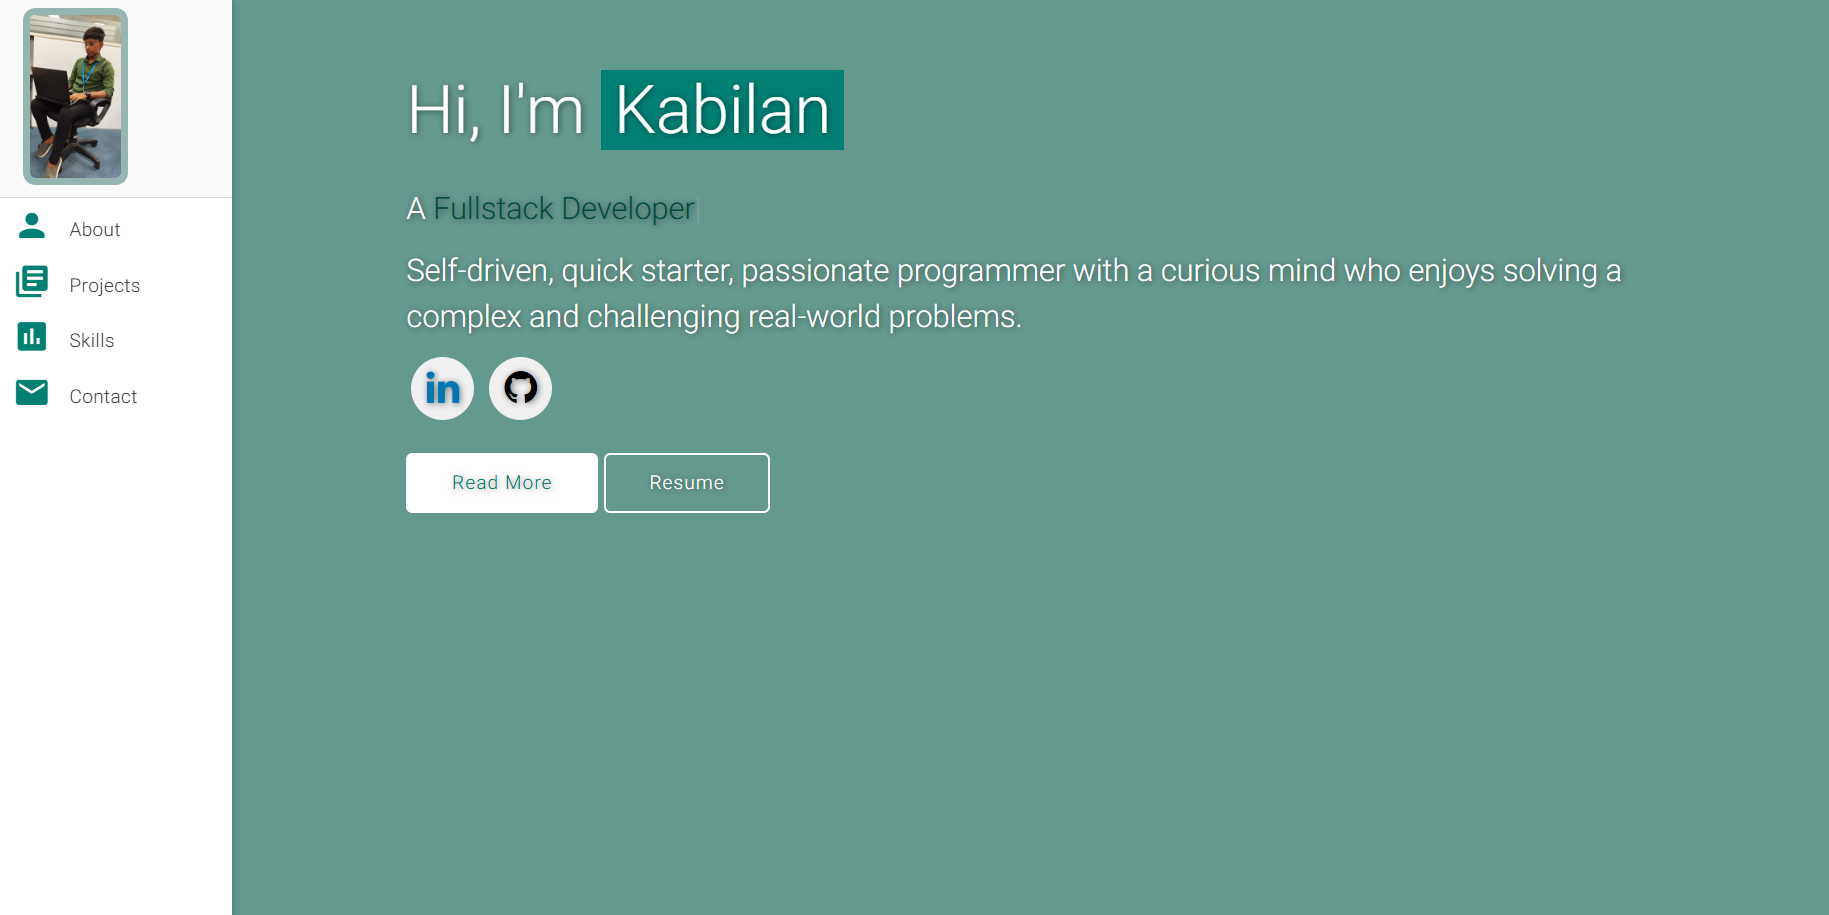 About
Projects
Skills
Contact
Hi, I'm Kabilan
A Fullstack Developer
Self-driven, quick starter, passionate programmer with a curious mind who enjoys solving a
complex and challenging real-world problems.
in
Read More
Resume